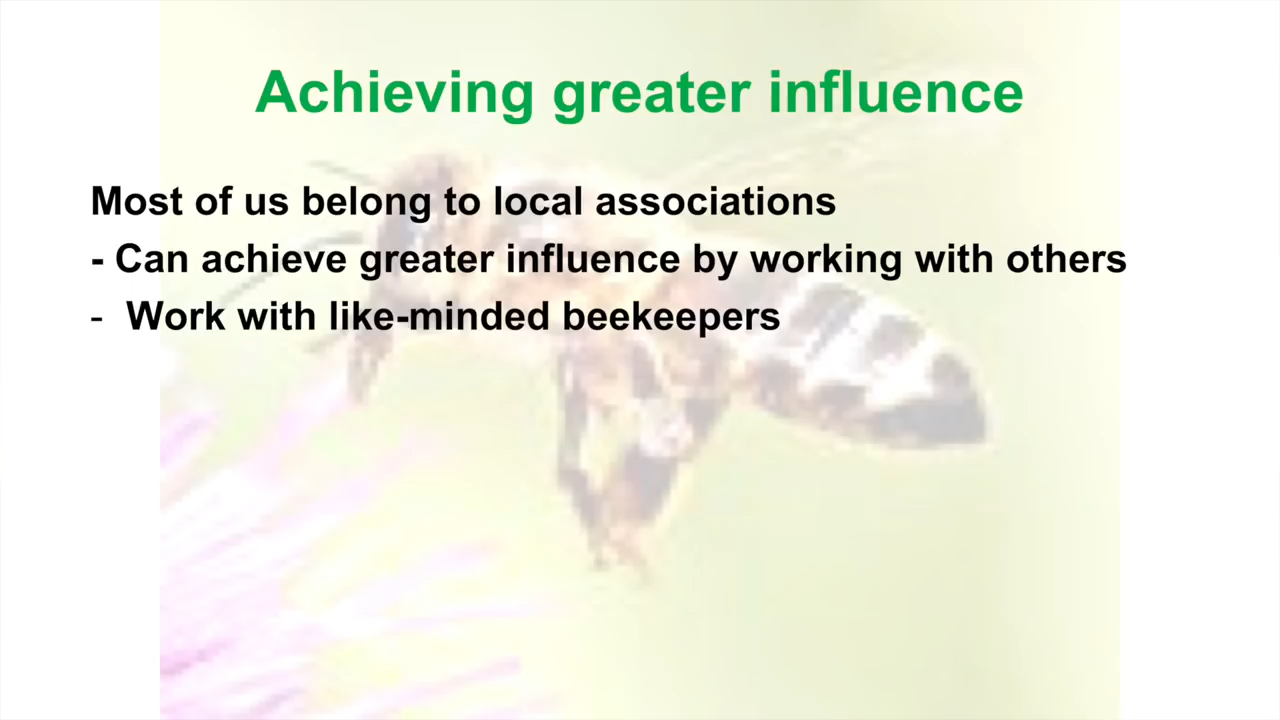 Achieving greater influence
Most of us belong to local associations
- Can achieve greater influence by working with others
- Work with like-minded beekeepers